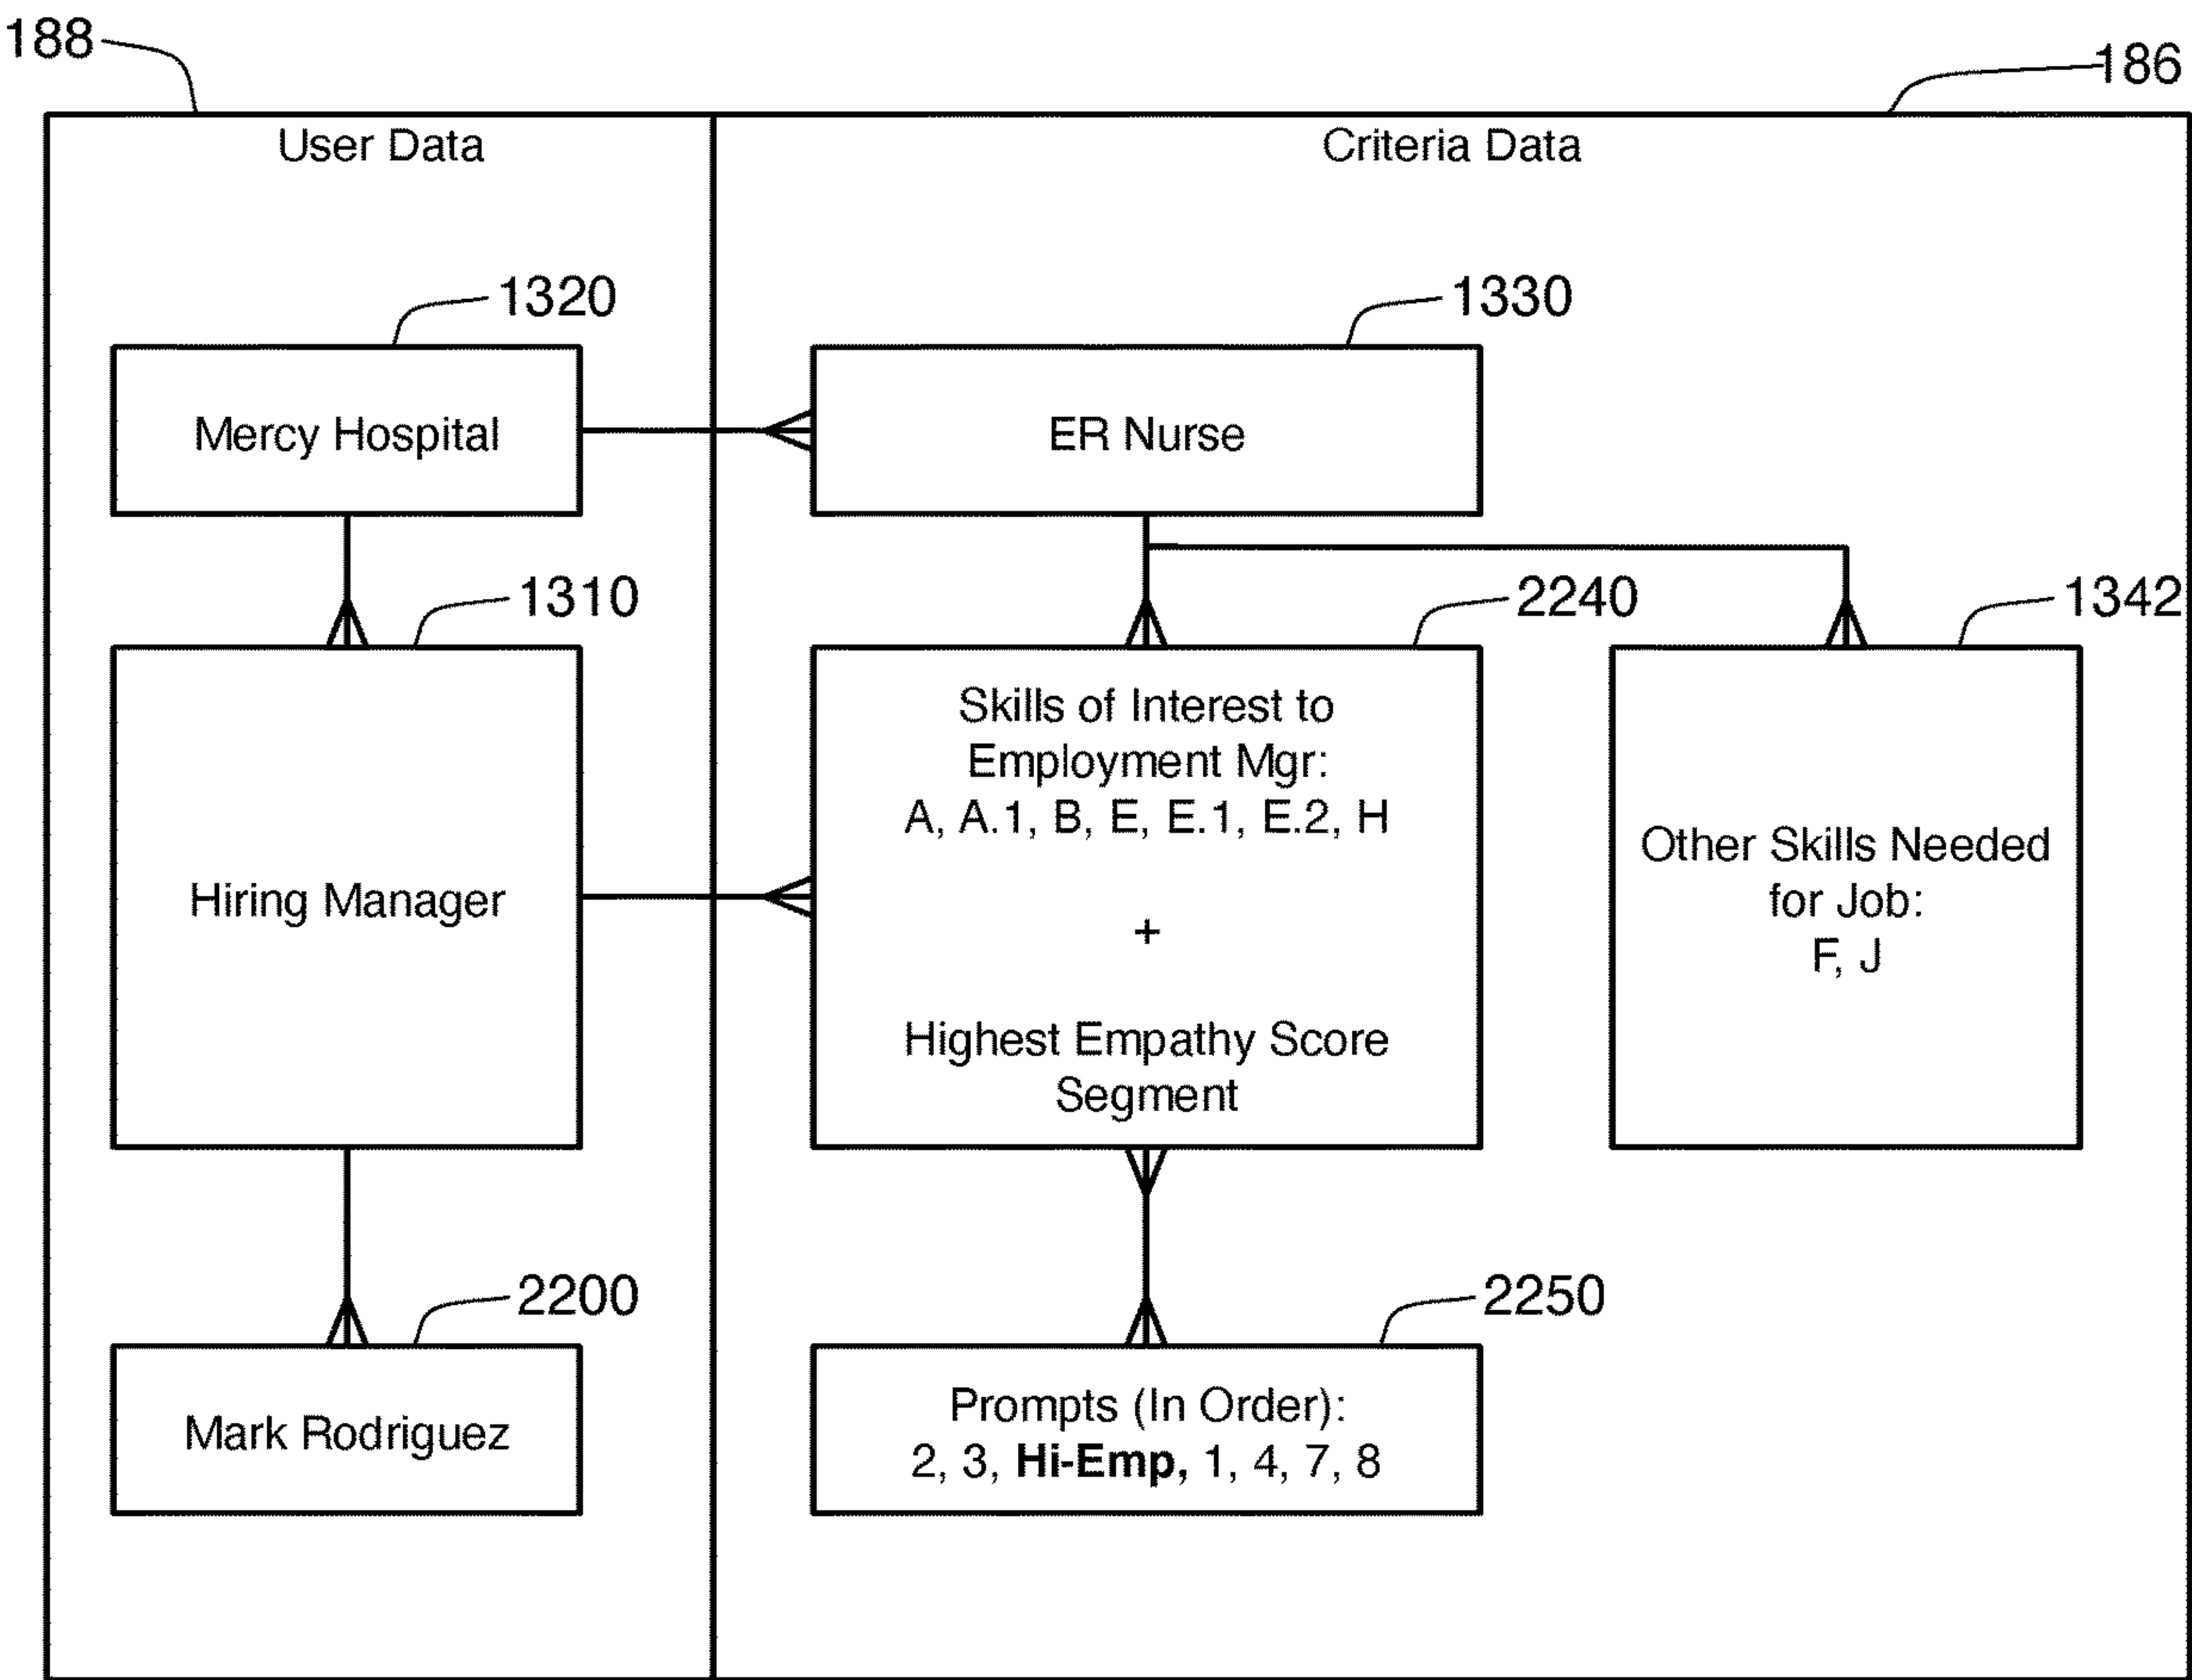 188
186
User Data
Criteria Data
1320
1330
Mercy Hospital
ER Nurse
1310
2240
1342
Hiring Manager
Skills of Interest to
Employment Mgr:
A, A.1, B, E, E.1, E.2, H
+
Highest Empathy Score
Segment
Other Skills Needed
for Job:
F, J
2200
2250
Mark Rodriguez
Prompts (In Order):
2, 3, Hi-Emp, 1, 4, 7, 8